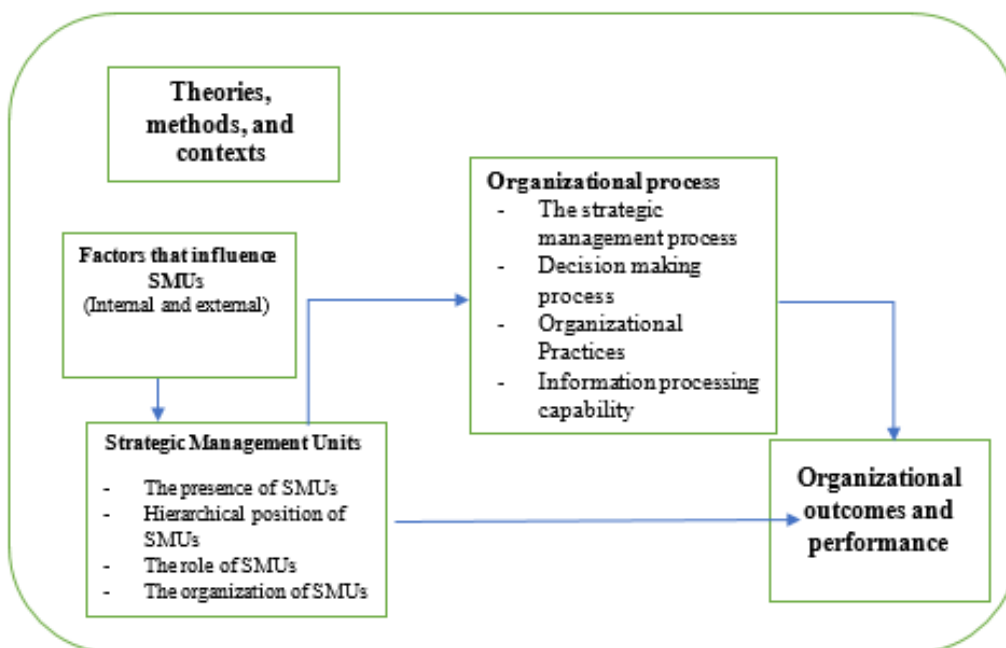 Theories,
methods, and
contexts
Factors that influence
SMUs
(Internal and external)
Strategic Management Units
- The presence of SMUs
- Hierarchical position of
SMUs
- The role of SMUs
- The organization of SMUs
Organizational process
- The strategic
management process
- Decision making
process
- Organizational
Practices
- Information processing
capability
Organizational
outcomes and
performance